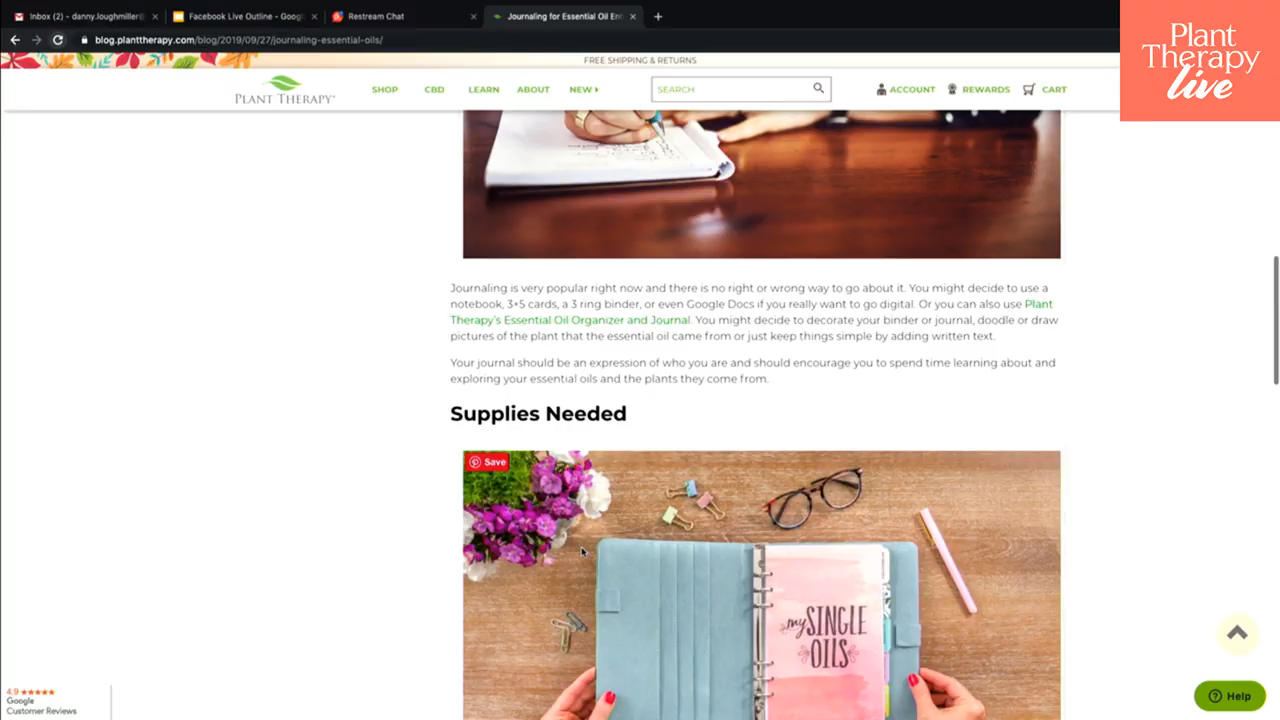 Inbox (2) - danny.loughmiller@
Facebook Live Outline - Googl
Restream Chat
Journaling for Essential Oil Ent
blog.planttherapy.com/blog/2019/09/27/journaling-essential-oils/
FREE SHIPPING & RETURNS
PLANT THERAPY
SHOP CBD LEARN ABOUT NEW
SEARCH
ACCOUNT REWARDS CART
Plant
Therapy
live
Journaling is very popular right now and there is no right or wrong way to go about it. You might decide to use a
notebook, 3×5 cards, a 3 ring binder, or even Google Docs if you really want to go digital. Or you can also use Plant
Therapy's Essential Oil Organizer and Journal. You might decide to decorate your binder or journal, doodle or draw
pictures of the plant that the essential oil came from or just keep things simple by adding written text.
Your journal should be an expression of who you are and should encourage you to spend time learning about and
exploring your essential oils and the plants they come from.
Supplies Needed
Save
my SINGLE
OILS
4.9
Google
Customer Reviews
Help